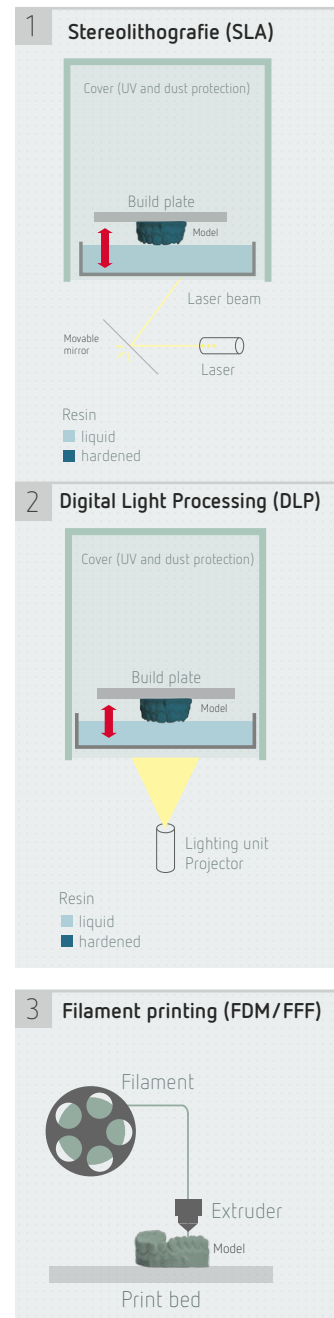 1
Stereolithografie (SLA)
Cover (UV and dust protection)
Build plate
Model
Laser beam
Movable
mirror
Laser
Resin
liquid
hardened
2
Digital Light Processing (DLP)
Cover (UV and dust protection)
Build plate
Model
Lighting unit
Projector
Resin
liquid
hardened
3
Filament printing (FDM/FFF)
Filament
Extruder
Model
Print bed